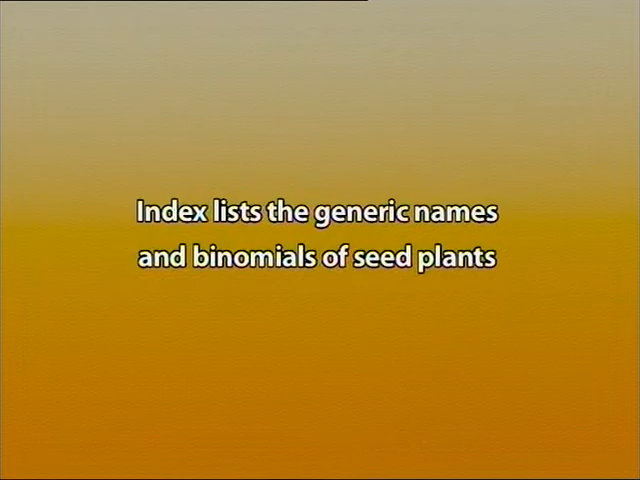 Index lists the generic names
and binomials of seed plants